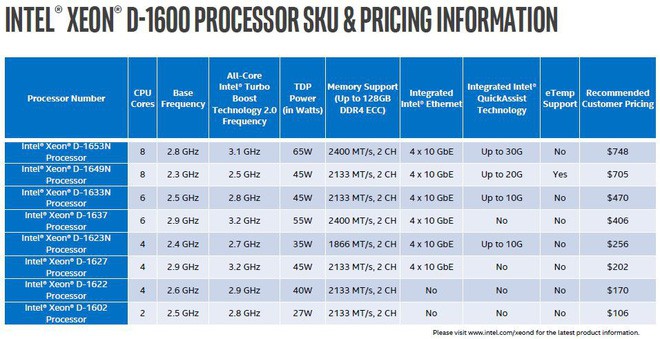 INTEL® XEON® D-1600 PROCESSOR SKU & PRICING INFORMATION
Processor Number CPU Cores Base Frequency All-Core Intel® Turbo Boost Technology 2.0 Frequency TDP Power (in Watts) Memory Support (Up to 128GB DDR4 ECC) Integrated Intel® Ethernet Integrated Intel® QuickAssist Technology eTemp Support Recommended Customer Pricing
Intel® Xeon® D-1653N Processor 8 2.8 GHz 3.1 GHz 65W 2400 MT/s, 2 CH 4 x 10 GbE Up to 30G No $748
Intel® Xeon® D-1649N Processor 8 2.3 GHz 2.5 GHz 45W 2133 MT/s, 2 CH 4 x 10 GbE Up to 20G Yes $705
Intel® Xeon® D-1633N Processor 6 2.5 GHz 2.8 GHz 45W 2133 MT/s, 2 CH 4 x 10 GbE Up to 10G No $470
Intel® Xeon® D-1637 Processor 6 2.9 GHz 3.2 GHz 55W 2400 MT/s, 2 CH 4 x 10 GbE No No $406
Intel® Xeon® D-1623N Processor 4 2.4 GHz 2.7 GHz 35W 1866 MT/s, 2 CH 4 x 10 GbE Up to 10G No $256
Intel® Xeon® D-1627 Processor 4 2.9 GHz 3.2 GHz 45W 2133 MT/s, 2 CH 4 x 10 GbE No No $202
Intel® Xeon® D-1622 Processor 4 2.6 GHz 2.9 GHz 40W 2133 MT/s, 2 CH No No No $170
Intel® Xeon® D-1602 Processor 2 2.5 GHz 2.8 GHz 27W 2133 MT/s, 2 CH No No No $106
Please visit www.intel.com/xeond for the latest product information.